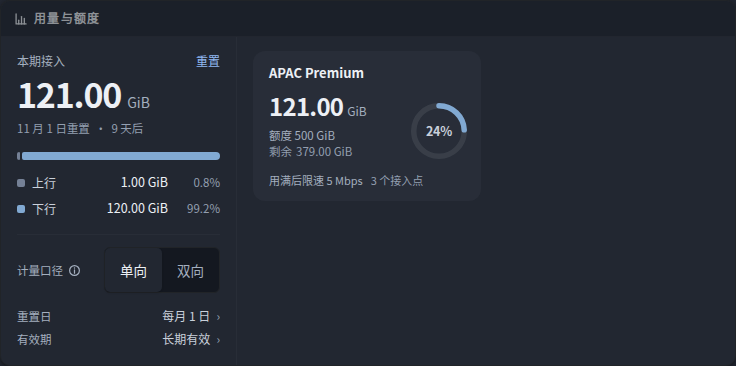 用量与额度
本期接入 重置
121.00 GiB
11 月 1 日重置 • 9 天后
上行 1.00 GiB 0.8%
下行 120.00 GiB 99.2%
计量口径 单向 双向
重置日 每月 1 日 ›
有效期 长期有效 ›
APAC Premium
121.00 GiB
额度 500 GiB
剩余 379.00 GiB
24%
用满后限速 5 Mbps 3 个接入点